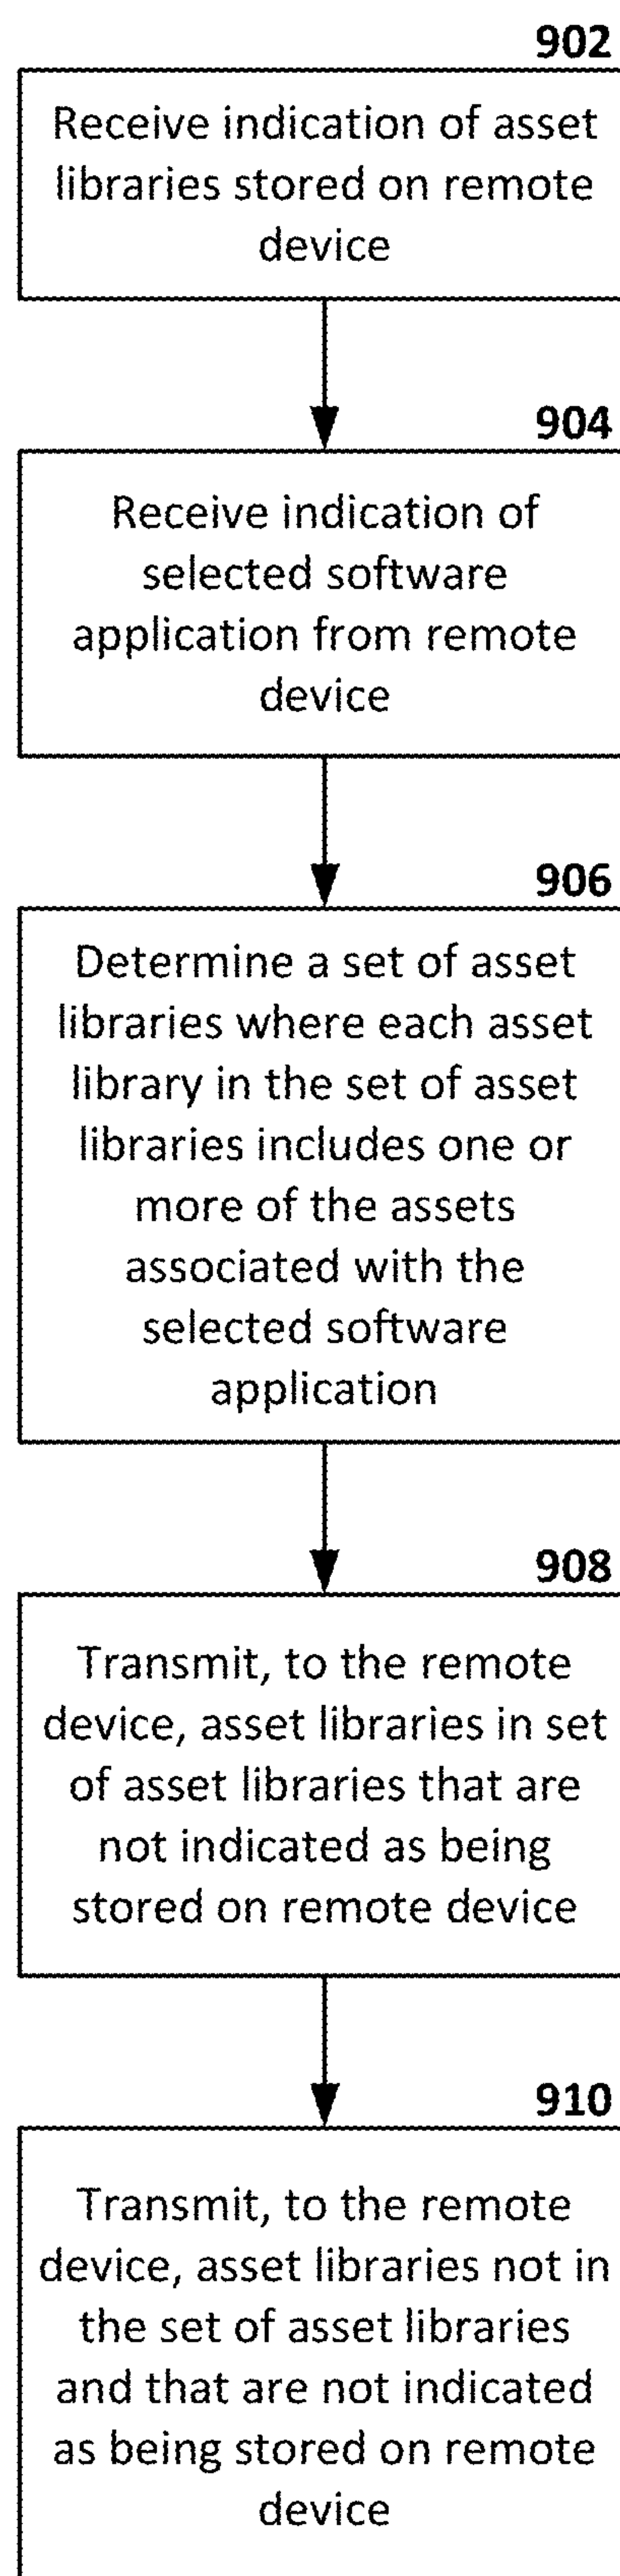 902
Receive indication of asset
libraries stored on remote
device
904
Receive indication of
selected software
application from remote
device
906
Determine a set of asset
libraries where each asset
library in the set of asset
libraries includes one or
more of the assets
associated with the
selected software
application
908
Transmit, to the remote
device, asset libraries in set
of asset libraries that are
not indicated as being
stored on remote device
910
Transmit, to the remote
device, asset libraries not in
the set of asset libraries
and that are not indicated
as being stored on remote
device